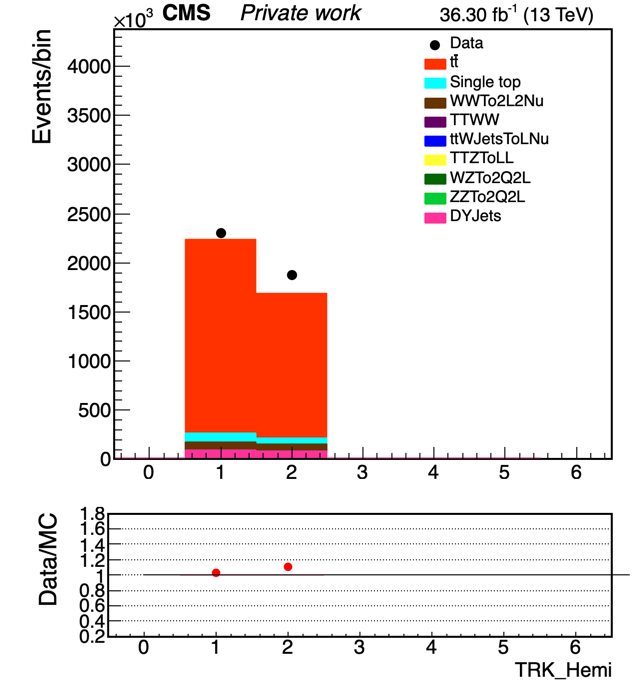 ×10³ CMS Private work 36.30 fb⁻¹ (13 TeV)
Events/bin
4000
3500
3000
2500
2000
1500
1000
500
0
Data
tt̄
Single top
WWTo2L2Nu
TTWW
ttWJetsToLNu
TTZToLL
WZTo2Q2L
ZZTo2Q2L
DYJets
0 1 2 3 4 5 6
Data/MC
1.8
1.6
1.4
1.2
1
0.8
0.6
0.4
0.2
0 1 2 3 4 5 6
TRK_Hemi